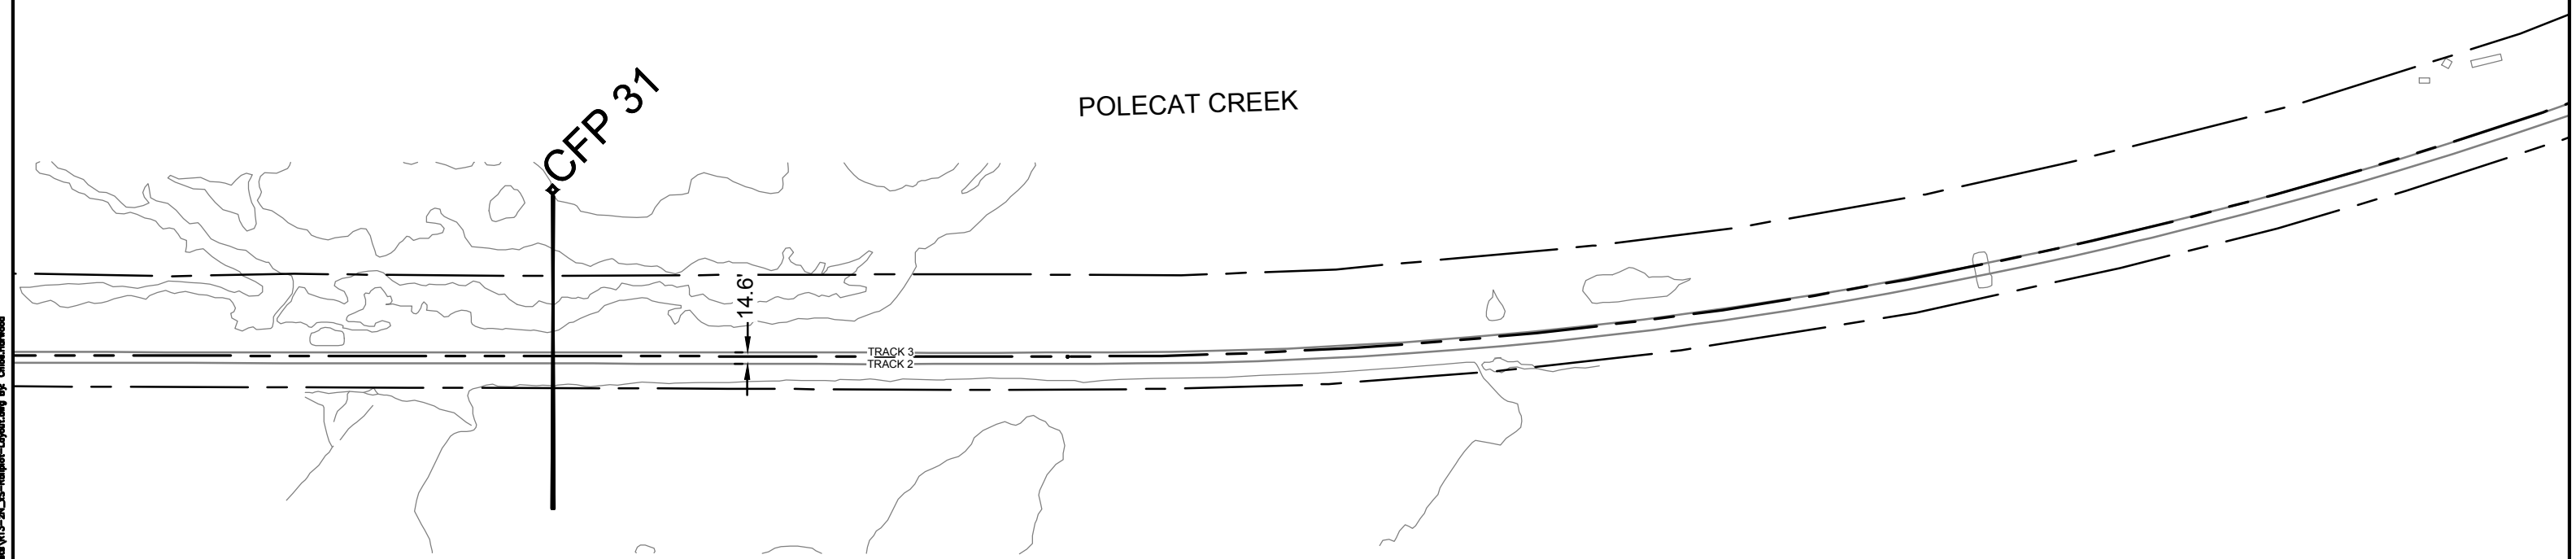 CFP 31
POLECAT CREEK
14.6'
TRACK 3
TRACK 2